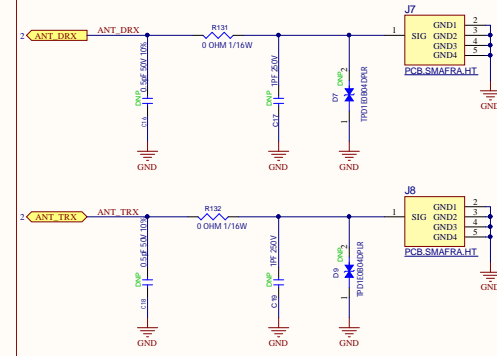 J7
2 ANT_DRX
ANT_DRX
R131
0 OHM 1/16W
1 SIG
GND1 2
GND2 3
GND3 4
GND4 5
PCB.SMAFRA.HT
DNP
0.5pF 50V 10%
C16
DNP
1PF 250V
C17
DNP
D7
2
1
TPD1E0B04DPLR
GND
GND
GND
GND
J8
2 ANT_TRX
ANT_TRX
R132
0 OHM 1/16W
1 SIG
GND1 2
GND2 3
GND3 4
GND4 5
PCB.SMAFRA.HT
DNP
0.5pF 50V 10%
C18
DNP
1PF 250V
C19
DNP
D9
2
1
TPD1E0B04DPLR
GND
GND
GND
GND